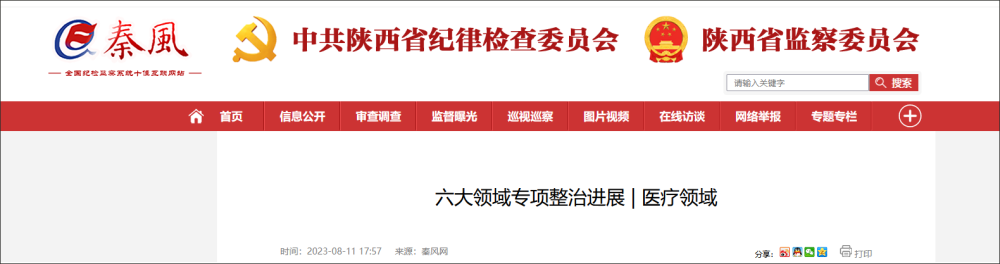 秦風
全国纪检监察系统十佳互联网站
中共陕西省纪律检查委员会
陕西省监察委员会
请输入关键字 搜索
首页 信息公开 审查调查 监督曝光 巡视巡察 图片视频 在线访谈 网络举报 专题专栏
六大领域专项整治进展 | 医疗领域
时间：2023-08-11 17:57 来源：秦风网 分享： 打印